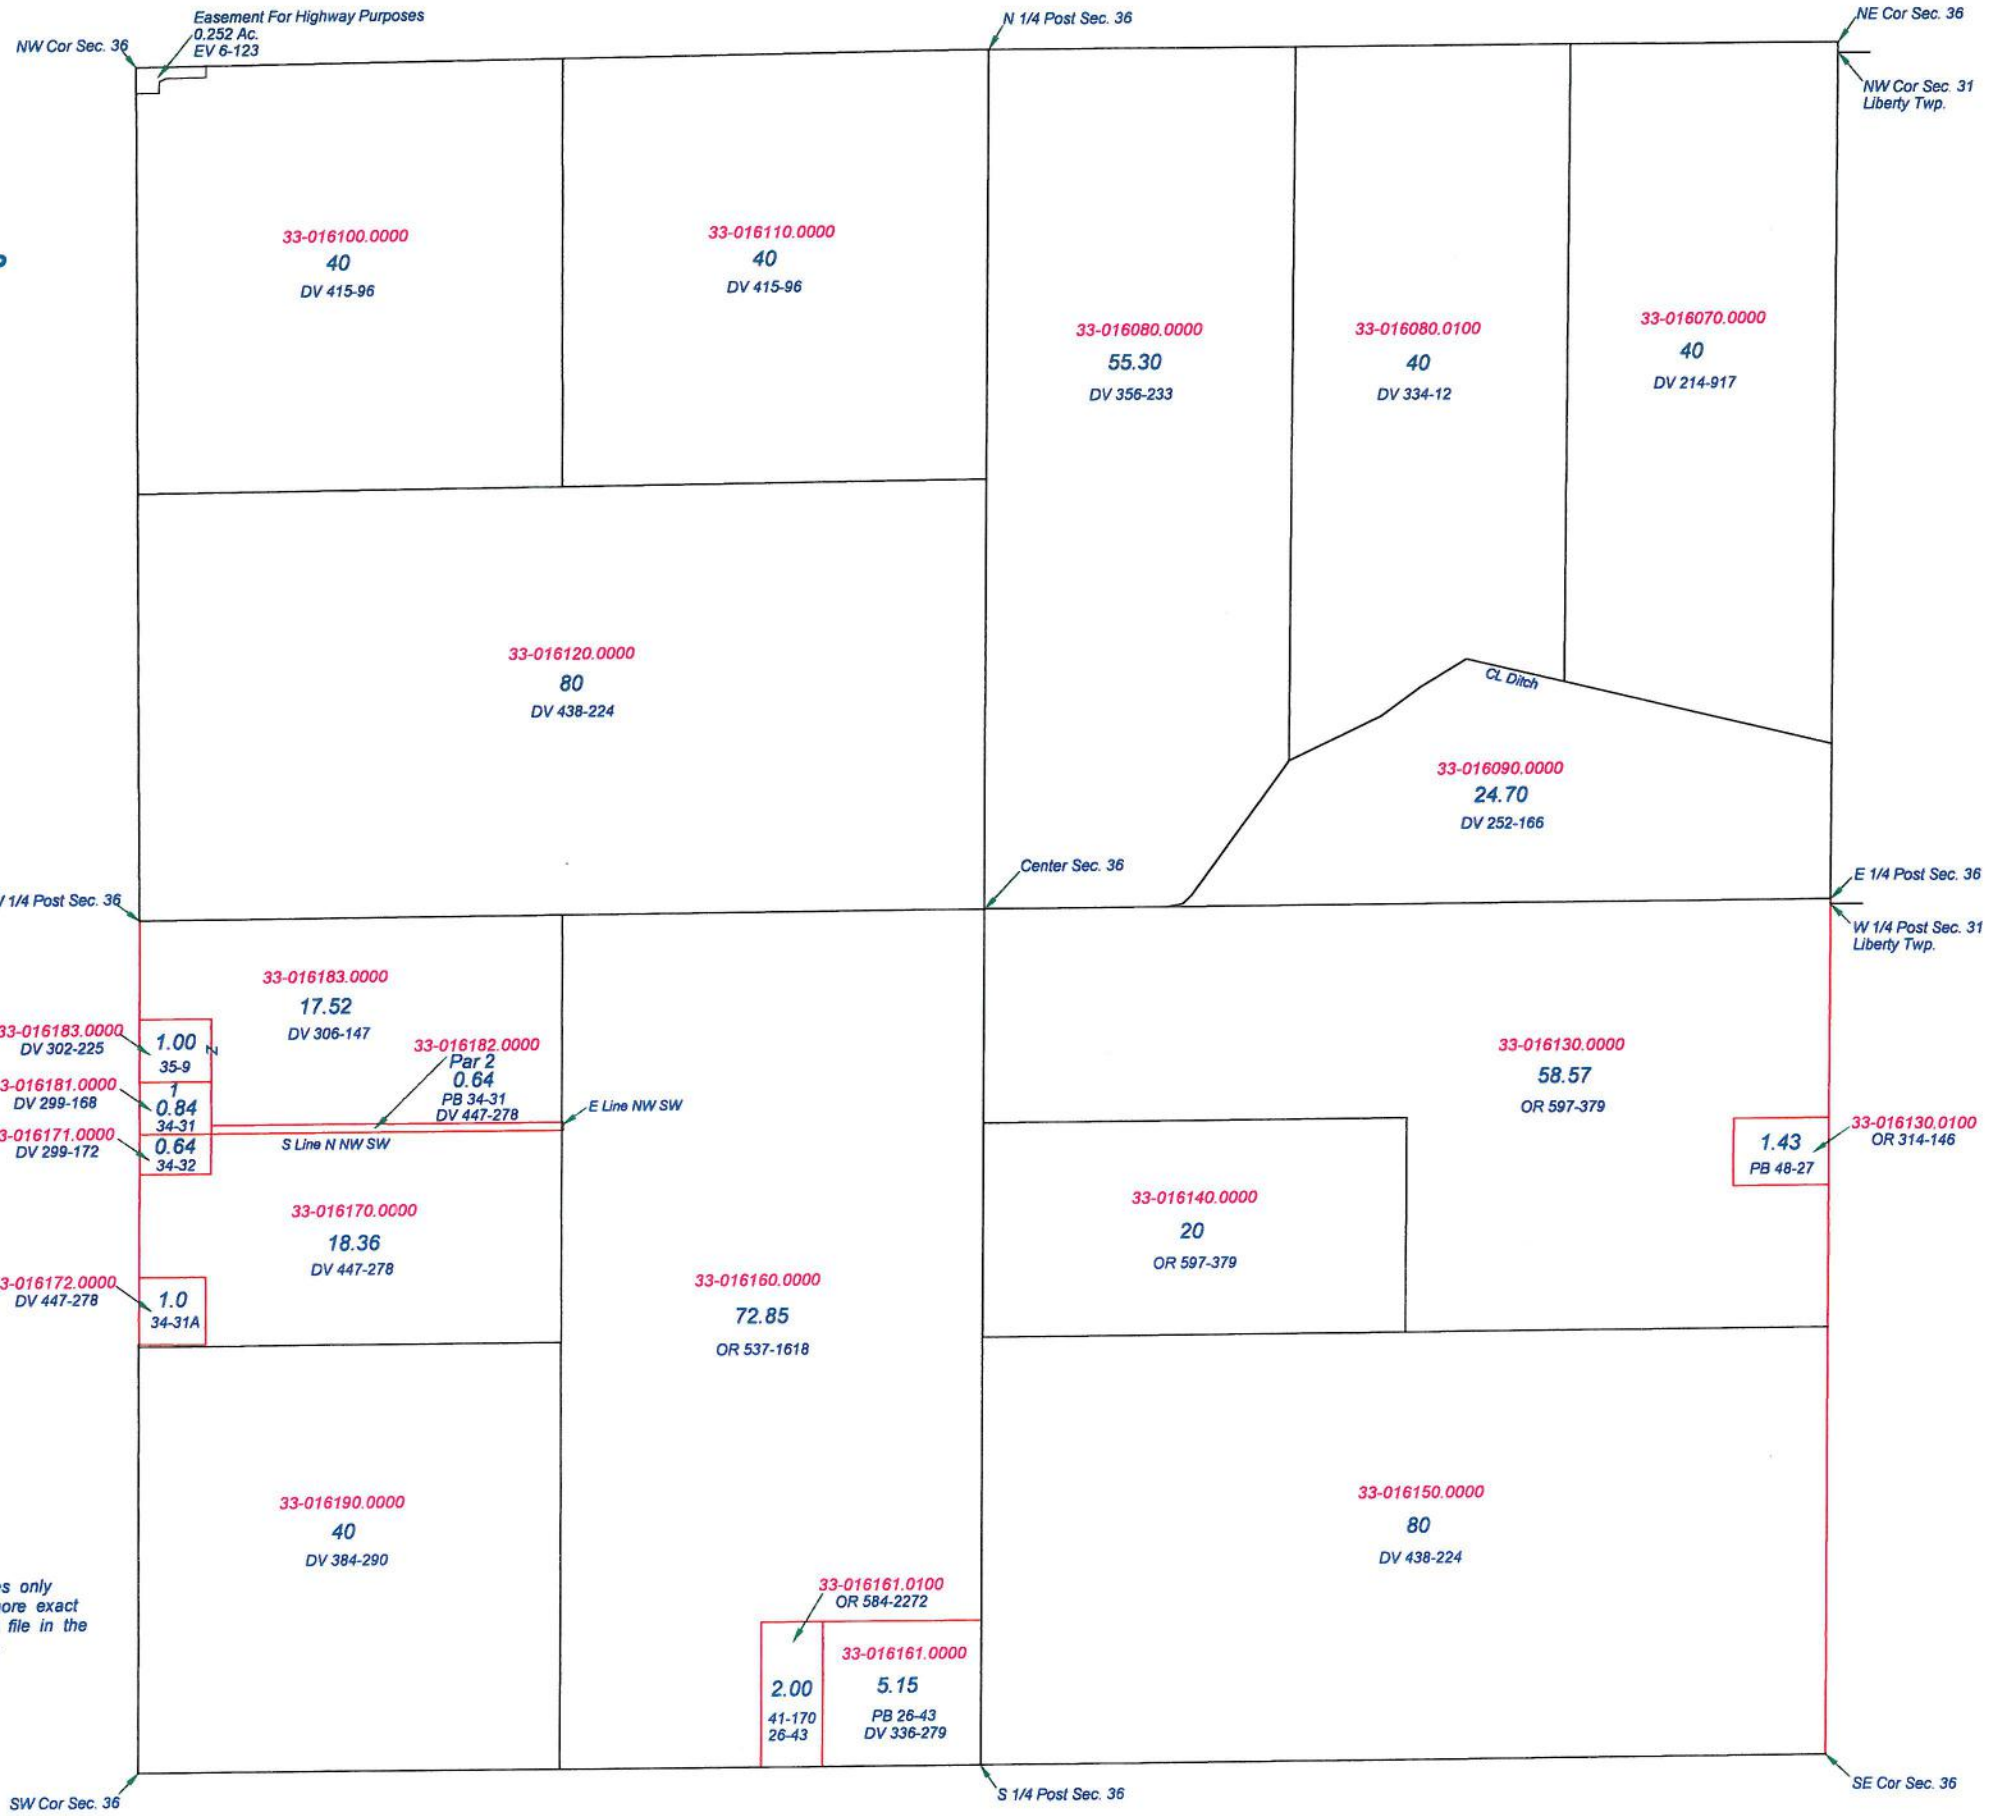 Easement For Highway Purposes
0.252 Ac.
EV 6-123
NW Cor Sec. 36
N 1/4 Post Sec. 36
NE Cor Sec. 36
NW Cor Sec. 31
Liberty Twp.
33-016100.0000
40
DV 415-96
33-016110.0000
40
DV 415-96
33-016080.0000
55.30
DV 356-233
33-016080.0100
40
DV 334-12
33-016070.0000
40
DV 214-917
33-016120.0000
80
DV 438-224
CL Ditch
33-016090.0000
24.70
DV 252-166
Center Sec. 36
1/4 Post Sec. 36
E 1/4 Post Sec. 36
W 1/4 Post Sec. 31
Liberty Twp.
33-016183.0000
17.52
DV 306-147
33-016183.0000
DV 302-225
1.00
35-9
Z
3-016181.0000
DV 299-168
1
0.84
34-31
3-016171.0000
DV 299-172
0.64
34-32
33-016182.0000
Par 2
0.64
PB 34-31
DV 447-278
E Line NW SW
S Line N NW SW
33-016170.0000
18.36
DV 447-278
3-016172.0000
DV 447-278
1.0
34-31A
33-016160.0000
72.85
OR 537-1618
33-016130.0000
58.57
OR 597-379
33-016130.0100
OR 314-146
1.43
PB 48-27
33-016140.0000
20
OR 597-379
33-016190.0000
40
DV 384-290
33-016150.0000
80
DV 438-224
33-016161.0100
OR 584-2272
2.00
41-170
26-43
33-016161.0000
5.15
PB 26-43
DV 336-279
s only
ore exact
file in the
SW Cor Sec. 36
S 1/4 Post Sec. 36
SE Cor Sec. 36